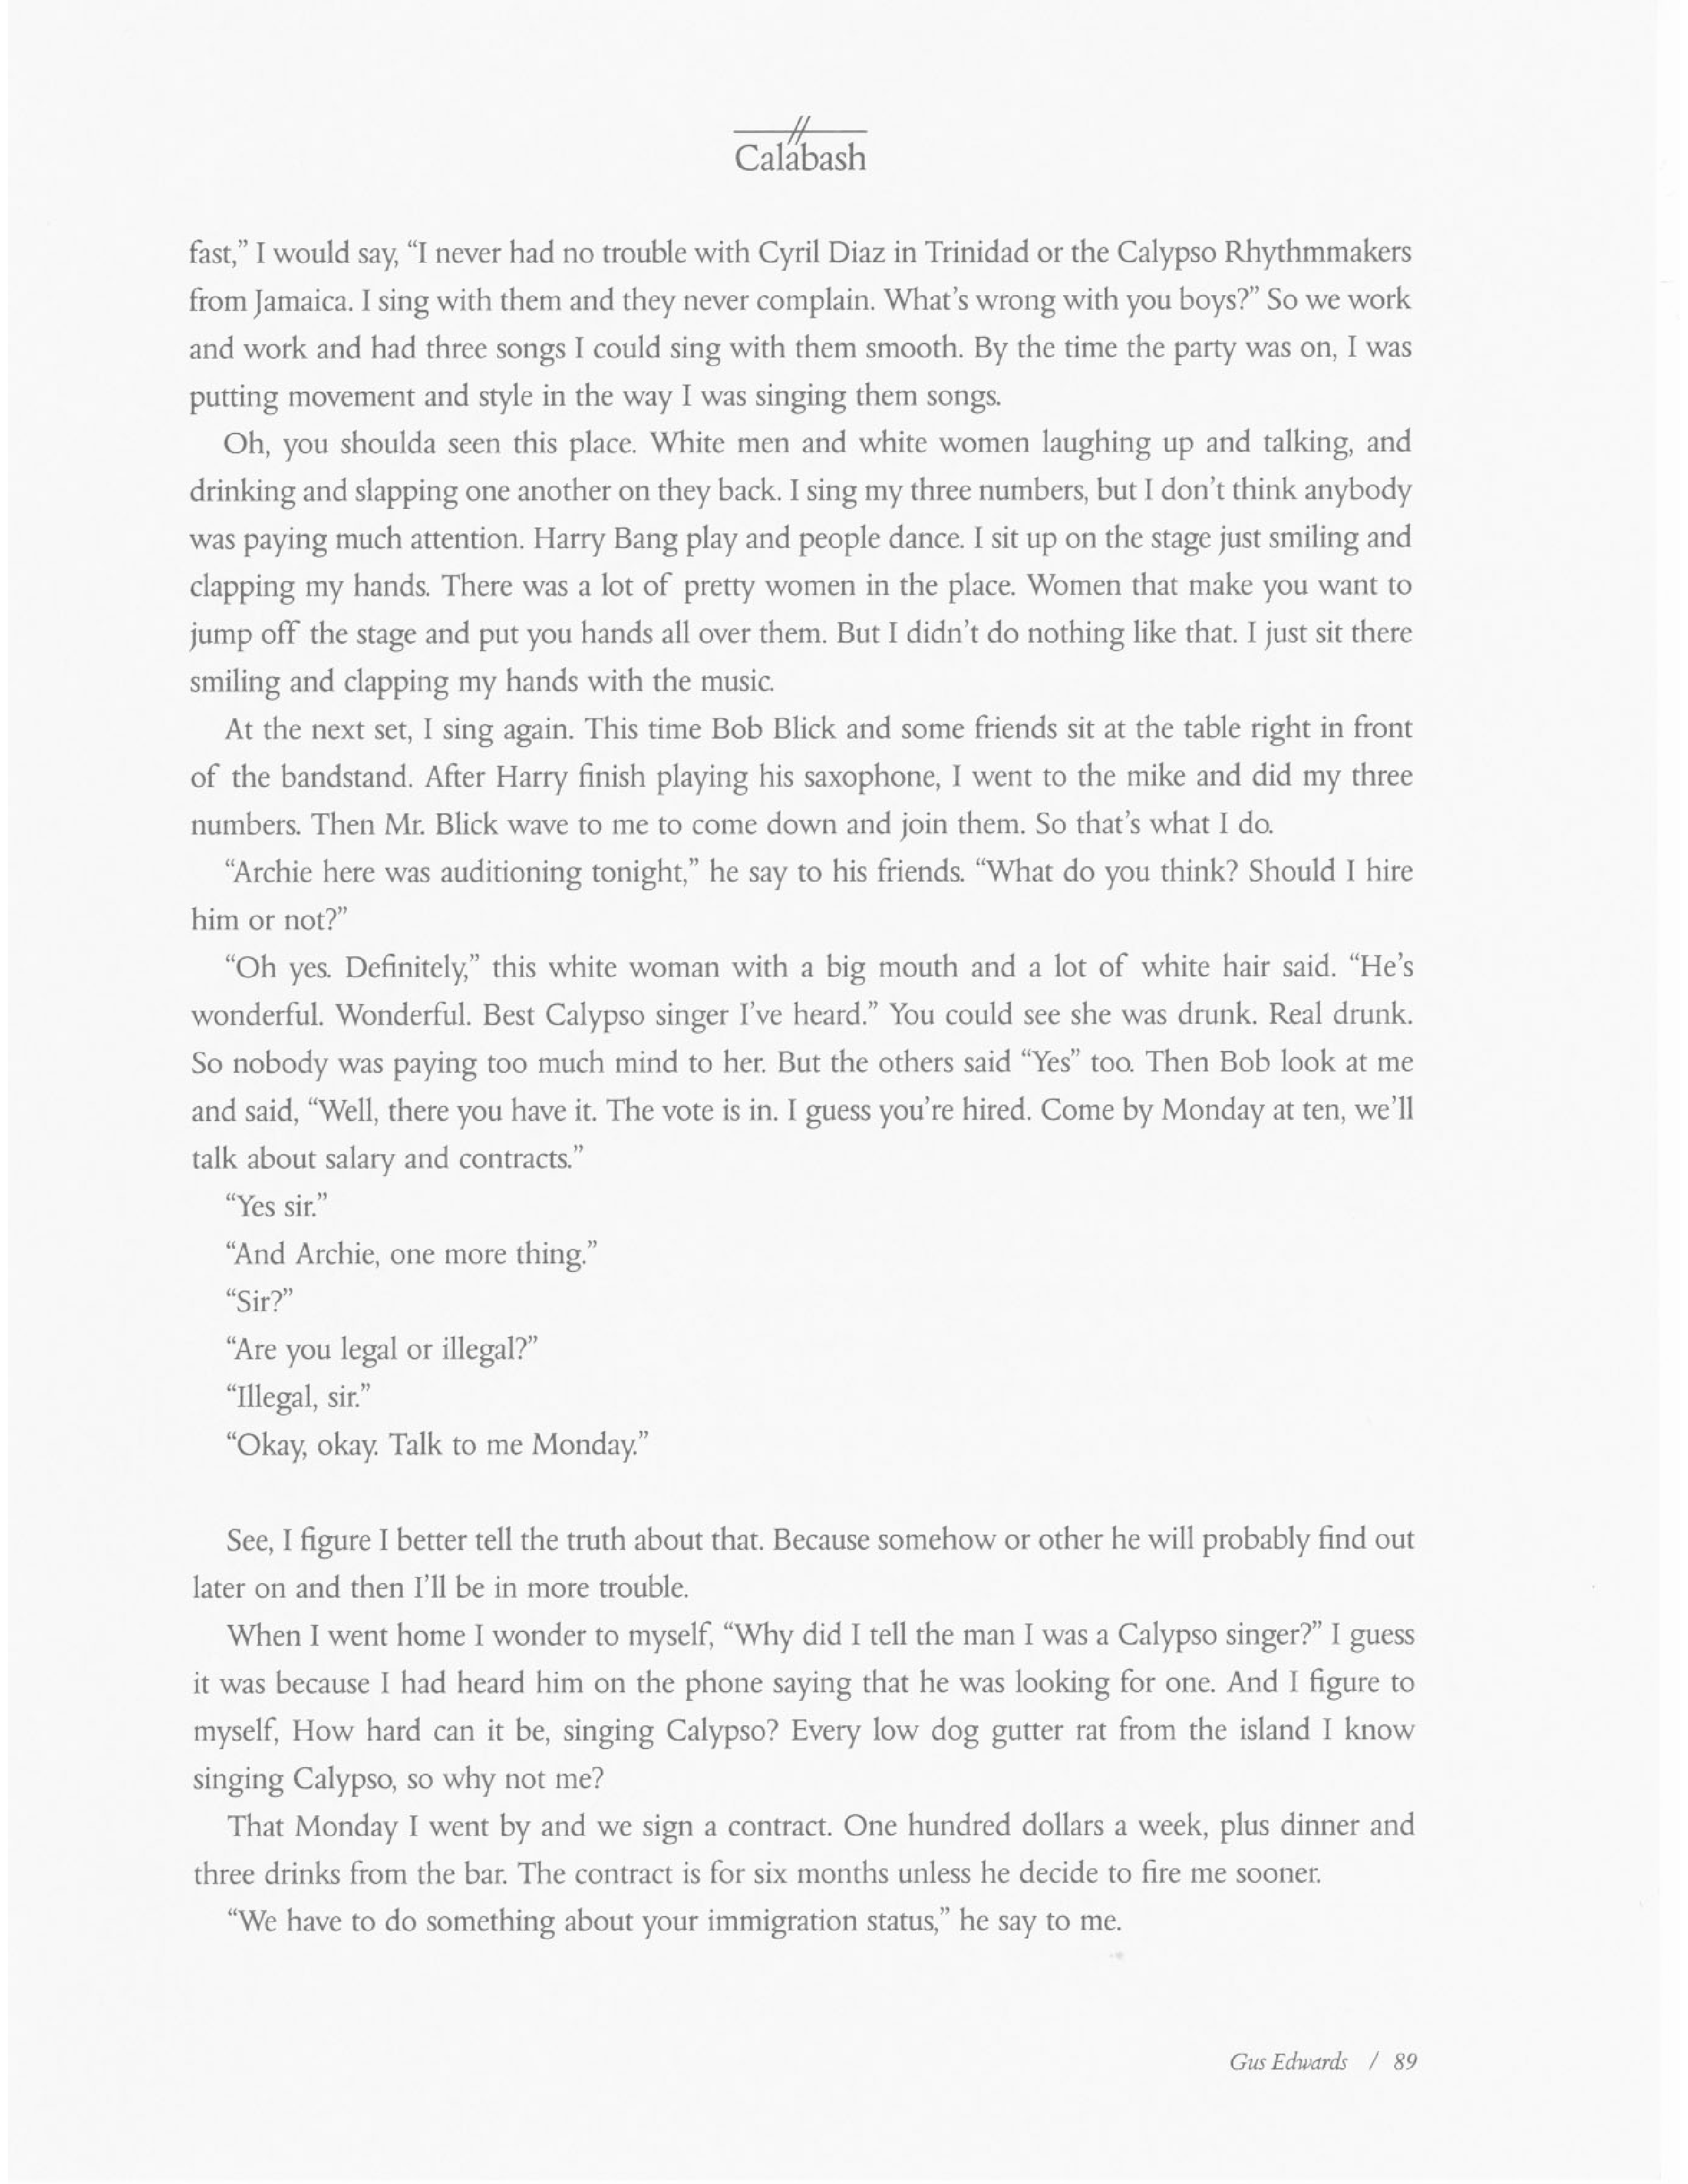 Calabash
fast,” I would say, “I never had no trouble with Cyril Diaz in Trinidad or the Calypso Rhythmmakers
from Jamaica. I sing with them and they never complain. What’s wrong with you boys?” So we work
and work and had three songs I could sing with them smooth. By the time the party was on, I was
putting movement and style in the way I was singing them songs.
Oh, you shoulda seen this place. White men and white women laughing up and talking, and
drinking and slapping one another on they back. I sing my three numbers, but I don’t think anybody
was paying much attention. Harry Bang play and people dance. I sit up on the stage just smiling and
clapping my hands. There was a lot of pretty women in the place. Women that make you want to
jump off the stage and put you hands all over them. But I didn’t do nothing like that. I just sit there
smiling and clapping my hands with the music.
At the next set, I sing again. This time Bob Blick and some friends sit at the table right in front
of the bandstand. After Harry finish playing his saxophone, I went to the mike and did my three
numbers. Then Mr. Blick wave to me to come down and join them. So that’s what I do.
“Archie here was auditioning tonight,” he say to his friends. “What do you think? Should I hire
him or not?”
“Oh yes. Definitely,” this white woman with a big mouth and a lot of white hair said. “He’s
wonderful. Wonderful. Best Calypso singer I’ve heard.” You could see she was drunk. Real drunk.
So nobody was paying too much mind to her. But the others said “Yes” too. Then Bob look at me
and said, “Well, there you have it. The vote is in. I guess you’re hired. Come by Monday at ten, we’ll
talk about salary and contracts.”
“Yes sir.”
“And Archie, one more thing.”
“Sir?”
“Are you legal or illegal?”
“Illegal, sir.”
“Okay, okay. Talk to me Monday.”
See, I figure I better tell the truth about that. Because somehow or other he will probably find out
later on and then I’ll be in more trouble.
When I went home I wonder to myself, “Why did I tell the man I was a Calypso singer?” I guess
it was because I had heard him on the phone saying that he was looking for one. And I figure to
myself, How hard can it be, singing Calypso? Every low dog gutter rat from the island I know
singing Calypso, so why not me?
That Monday I went by and we sign a contract. One hundred dollars a week, plus dinner and
three drinks from the bar. The contract is for six months unless he decide to fire me sooner.
“We have to do something about your immigration status,” he say to me.
Gus Edwards / 89